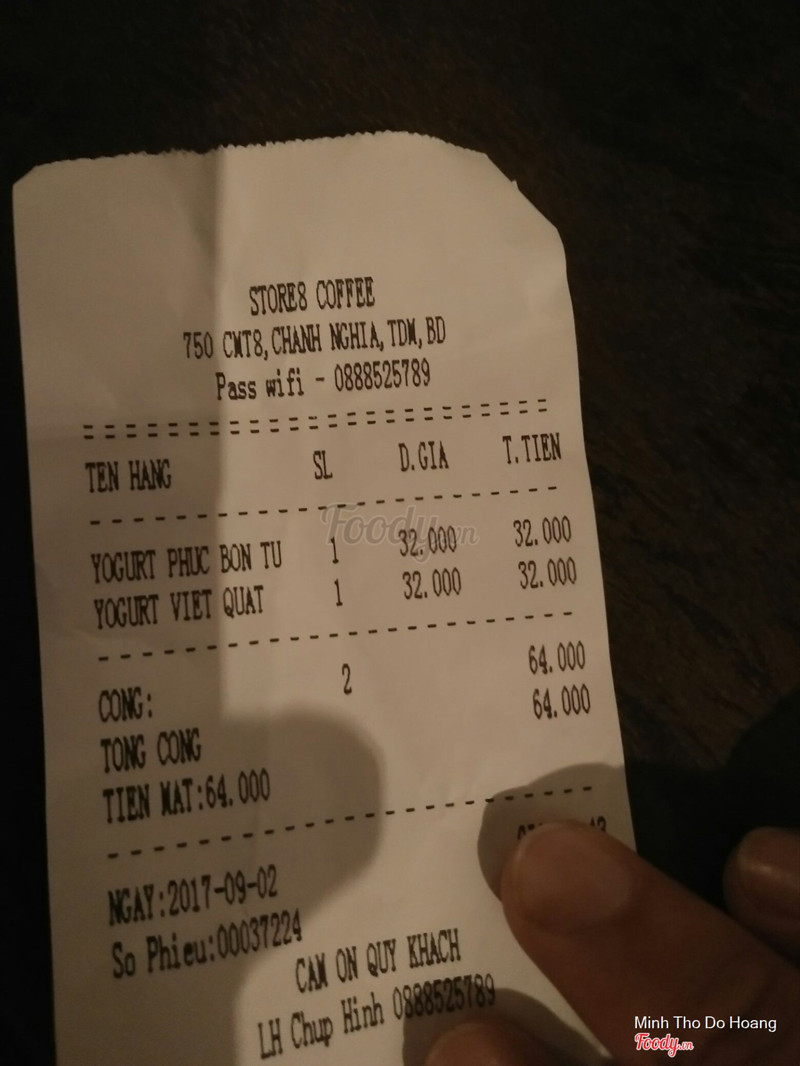 STORE8 COFFEE
750 CMT8,CHANH NGHIA,TDM,BD
Pass wifi - 0888525789
TEN HANG SL D.GIA T.TIEN
YOGURT PHUC BON TU 1 32.000 32.000
YOGURT VIET QUAT 1 32.000 32.000
CONG: 2 64.000
TONG CONG 64.000
TIEN MAT:64.000
NGAY:2017-09-02
So Phieu:00037224
CAM ON QUY KHACH
LH Chup Hinh 0888525789
Foody.vn
Minh Tho Do Hoang
Foody.vn